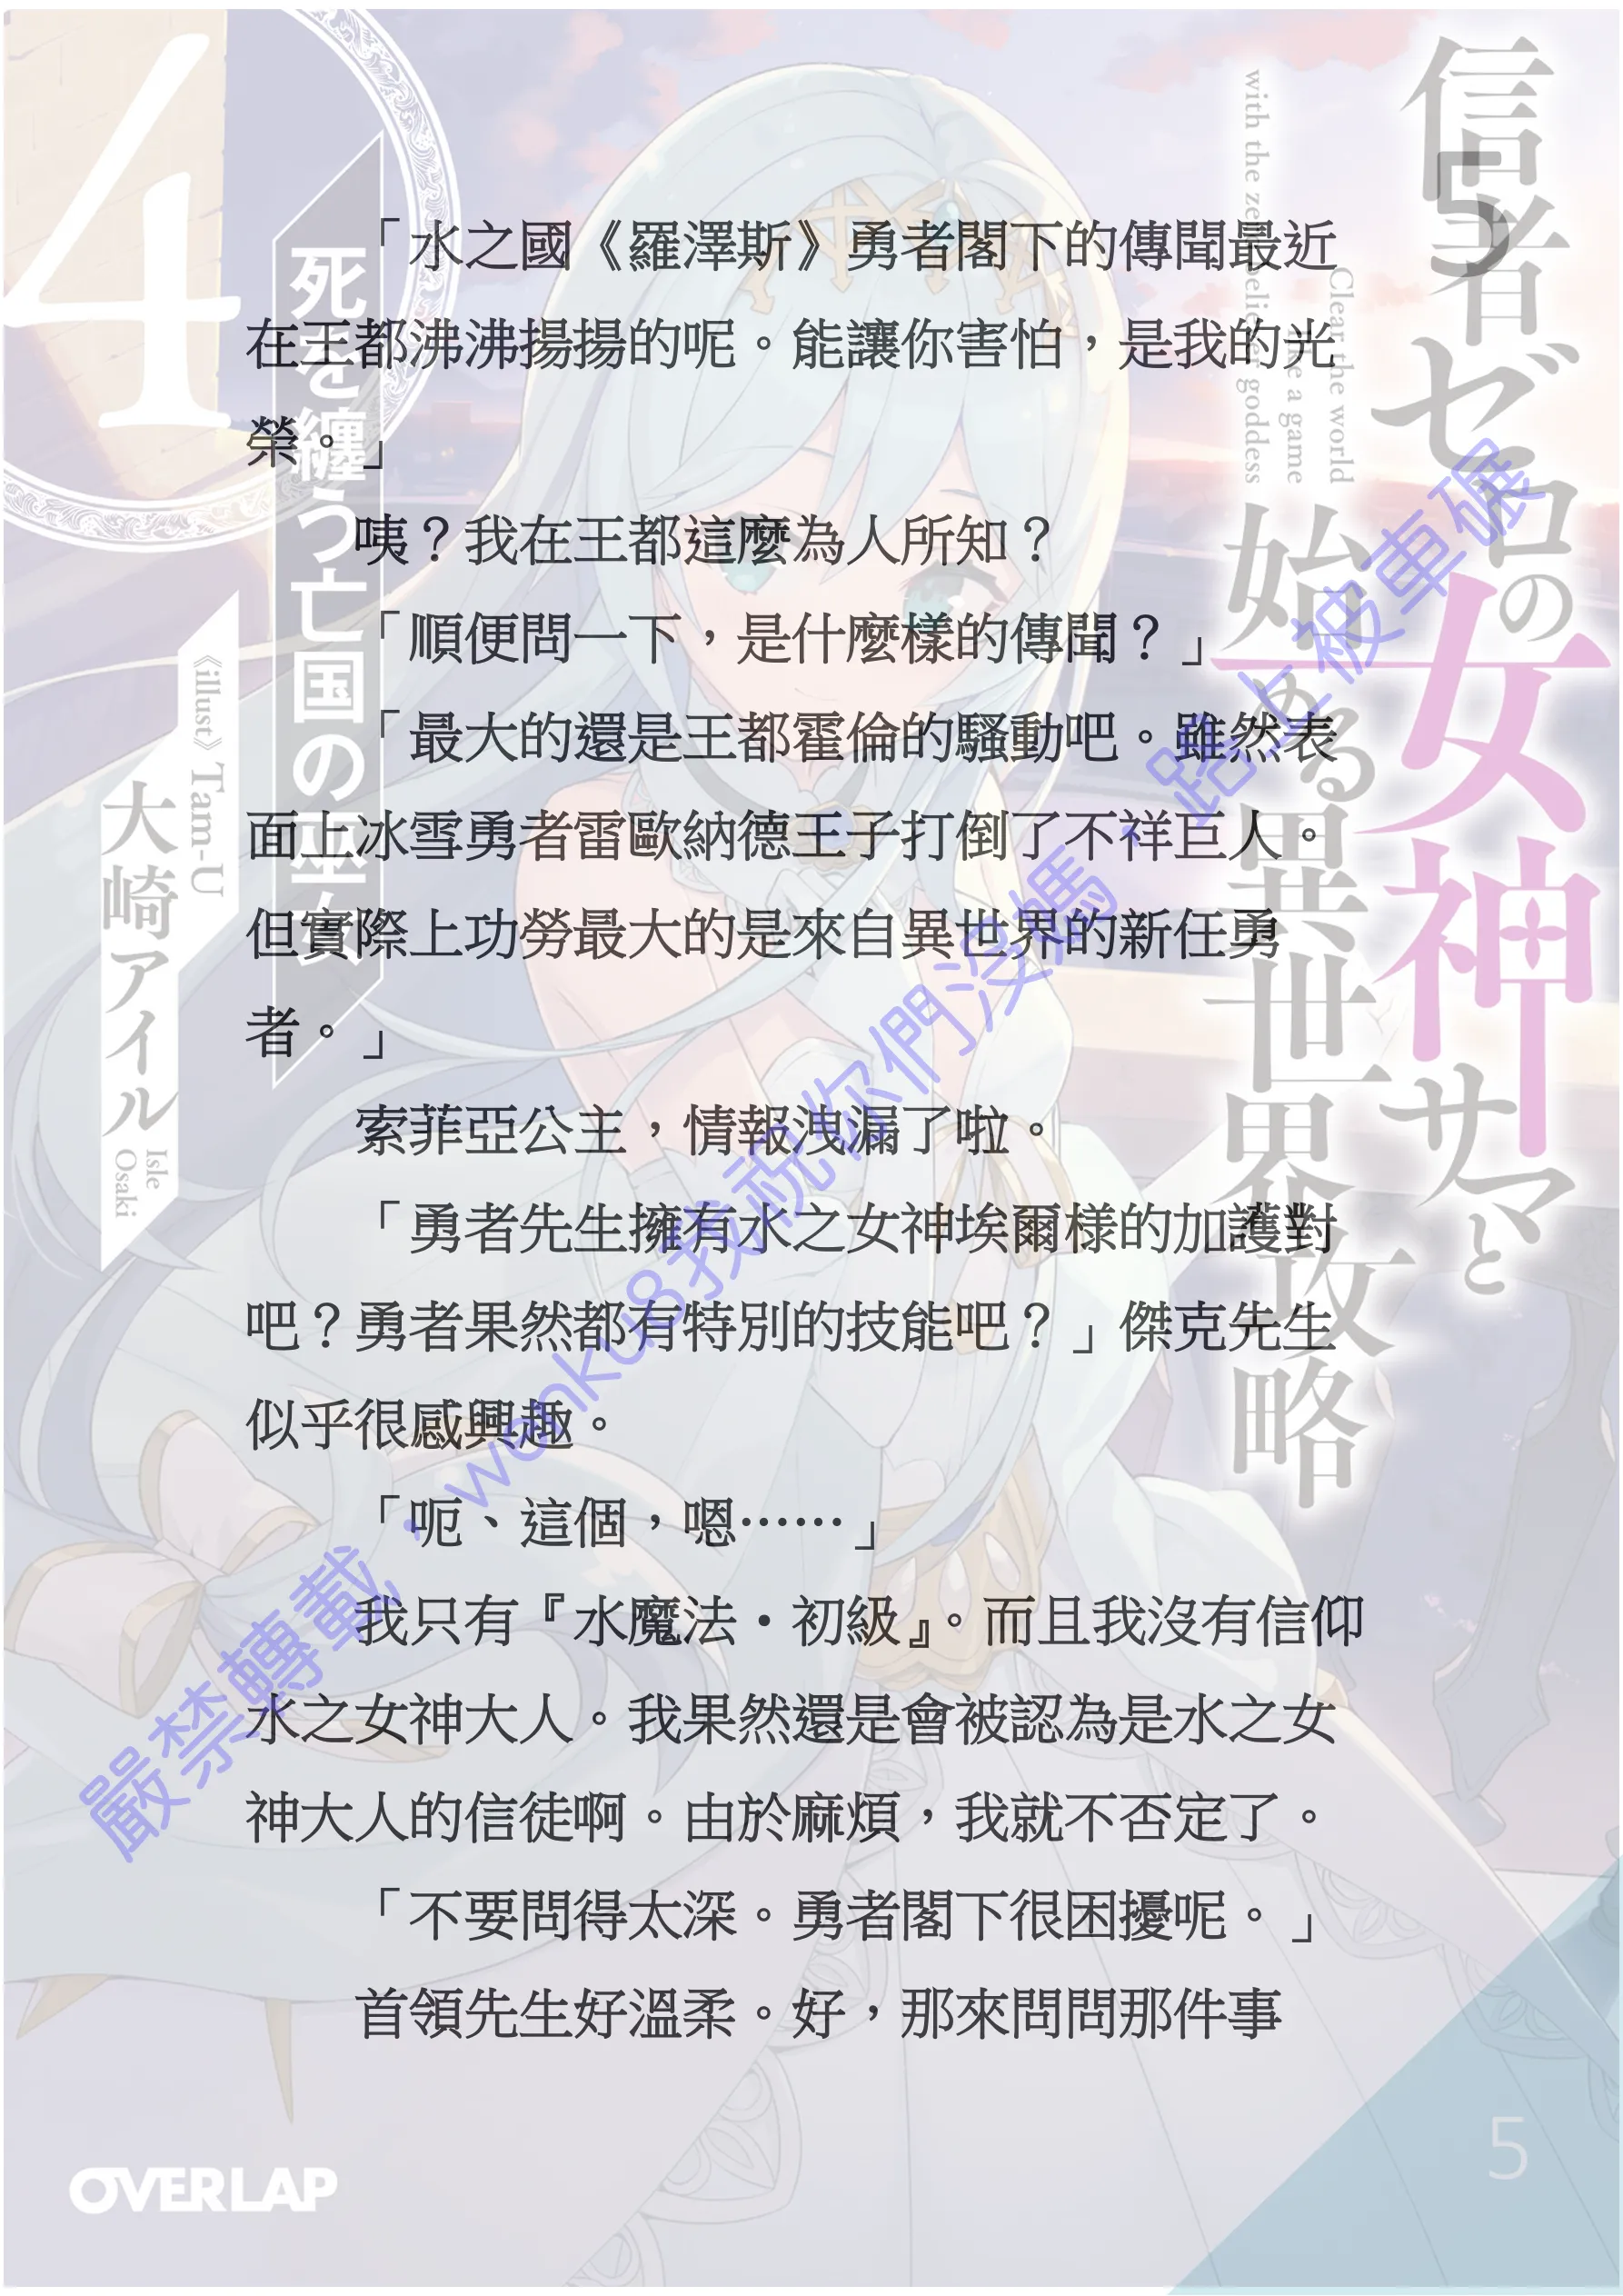 「水之國《羅澤斯》勇者閣下的傳聞最近
在王都沸沸揚揚的呢。能讓你害怕，是我的光
榮。」
咦？我在王都這麼為人所知？
「順便問一下，是什麼樣的傳聞？」
「最大的還是王都霍倫的騷動吧。雖然表
面上冰雪勇者雷歐納德王子打倒了不祥巨人。
但實際上功勞最大的是來自異世界的新任勇
者。」
索菲亞公主，情報洩漏了啦。
「勇者先生擁有水之女神埃爾樣的加護對
吧？勇者果然都有特別的技能吧？」傑克先生
似乎很感興趣。
「呃、這個，嗯……」
我只有『水魔法・初級』。而且我沒有信仰
水之女神大人。我果然還是會被認為是水之女
神大人的信徒啊。由於麻煩，我就不否定了。
「不要問得太深。勇者閣下很困擾呢。」
首領先生好溫柔。好，那來問問那件事
5
5
信者ゼロの女神サマと
始める異世界攻略
Clear the world
like a game
with the zero believer goddess
4
死を纏う亡国の巫女
《illust》Tam-U
大崎アイル
Isle
Osaki
OVERLAP
嚴禁轉載．wenku8我祝你們沒媽．路上被車碾